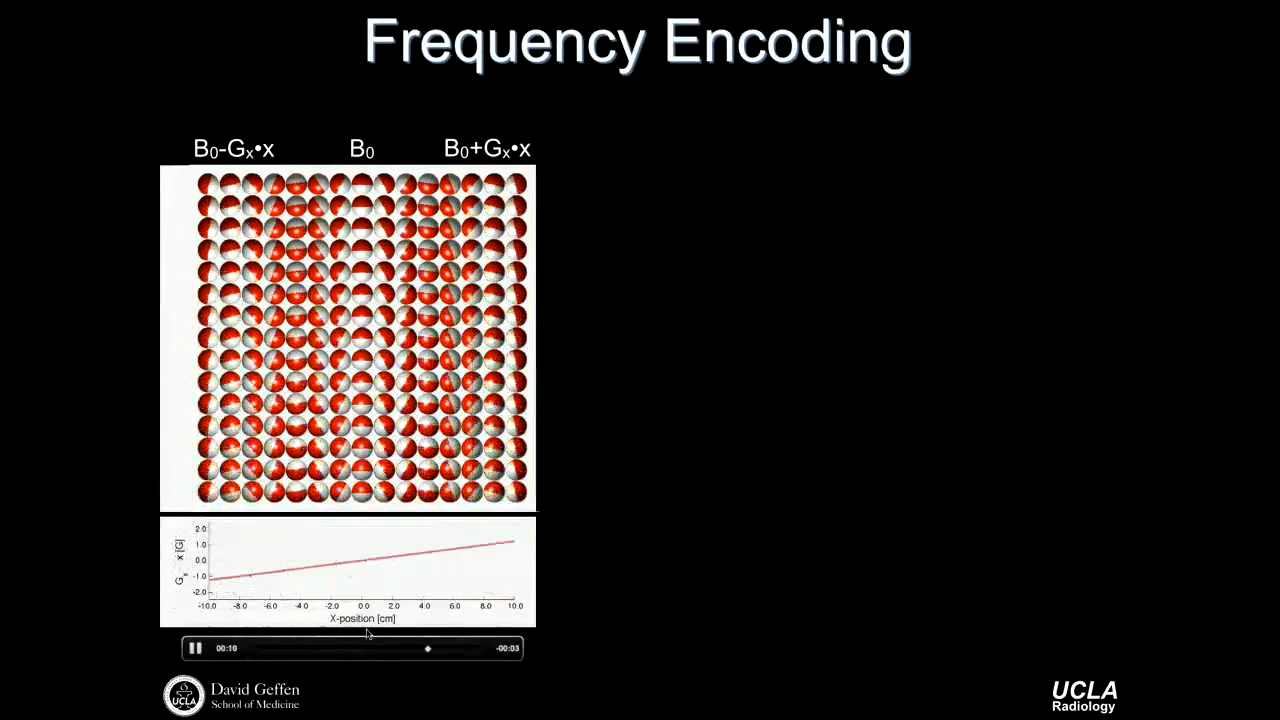 Frequency Encoding
B₀-Gₓ•x B₀ B₀+Gₓ•x
Gₓ x [G]
2.0
1.0
0.0
-1.0
-2.0
-10.0 -8.0 -6.0 -4.0 -2.0 0.0 2.0 4.0 6.0 8.0 10.0
X-position [cm]
00:10 -00:03
UCLA
David Geffen
School of Medicine
UCLA
Radiology